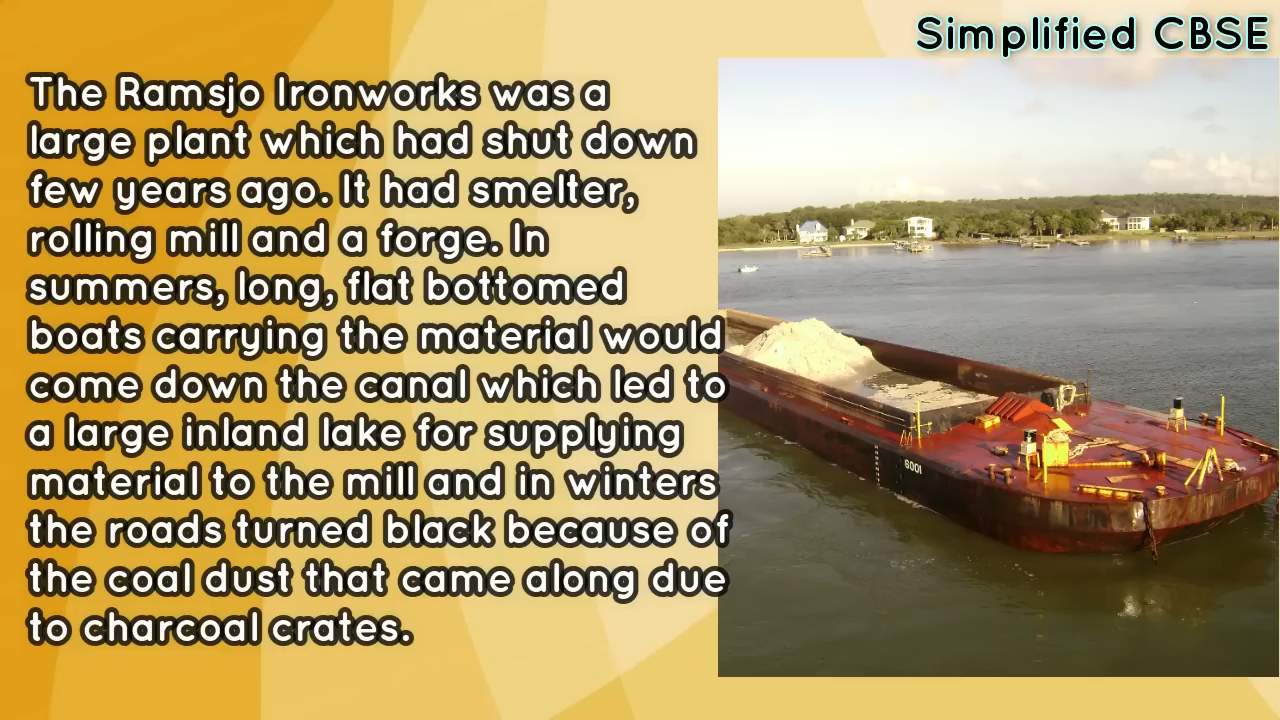 Simplified CBSE
The Ramsjo Ironworks was a
large plant which had shut down
few years ago. It had smelter,
rolling mill and a forge. In
summers, long, flat bottomed
boats carrying the material would
come down the canal which led to
a large inland lake for supplying
material to the mill and in winters
the roads turned black because of
the coal dust that came along due
to charcoal crates.
6001